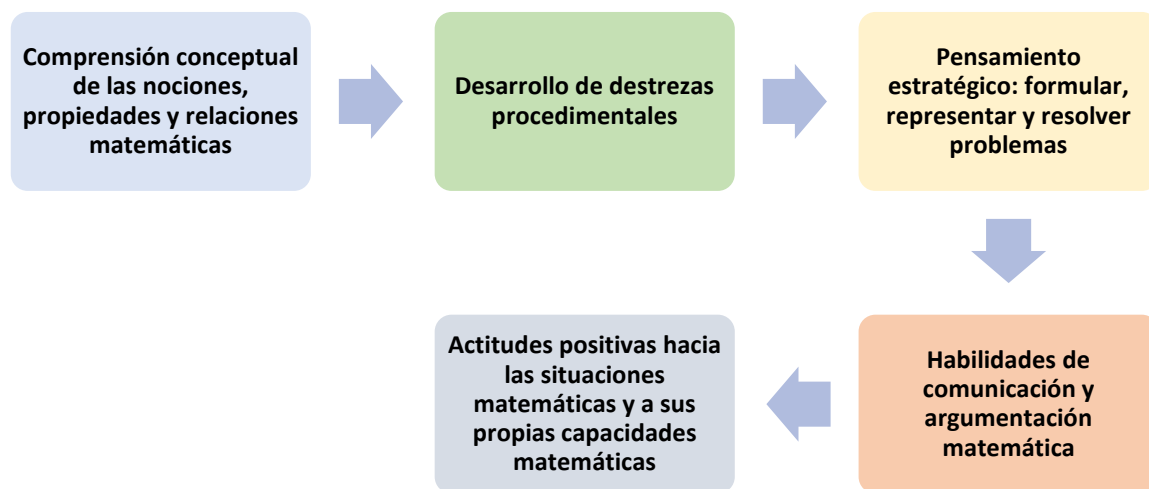 Comprensión conceptual
de las nociones,
propiedades y relaciones
matemáticas
Desarrollo de destrezas
procedimentales
Pensamiento
estratégico: formular,
representar y resolver
problemas
Habilidades de
comunicación y
argumentación
matemática
Actitudes positivas hacia
las situaciones
matemáticas y a sus
propias capacidades
matemáticas